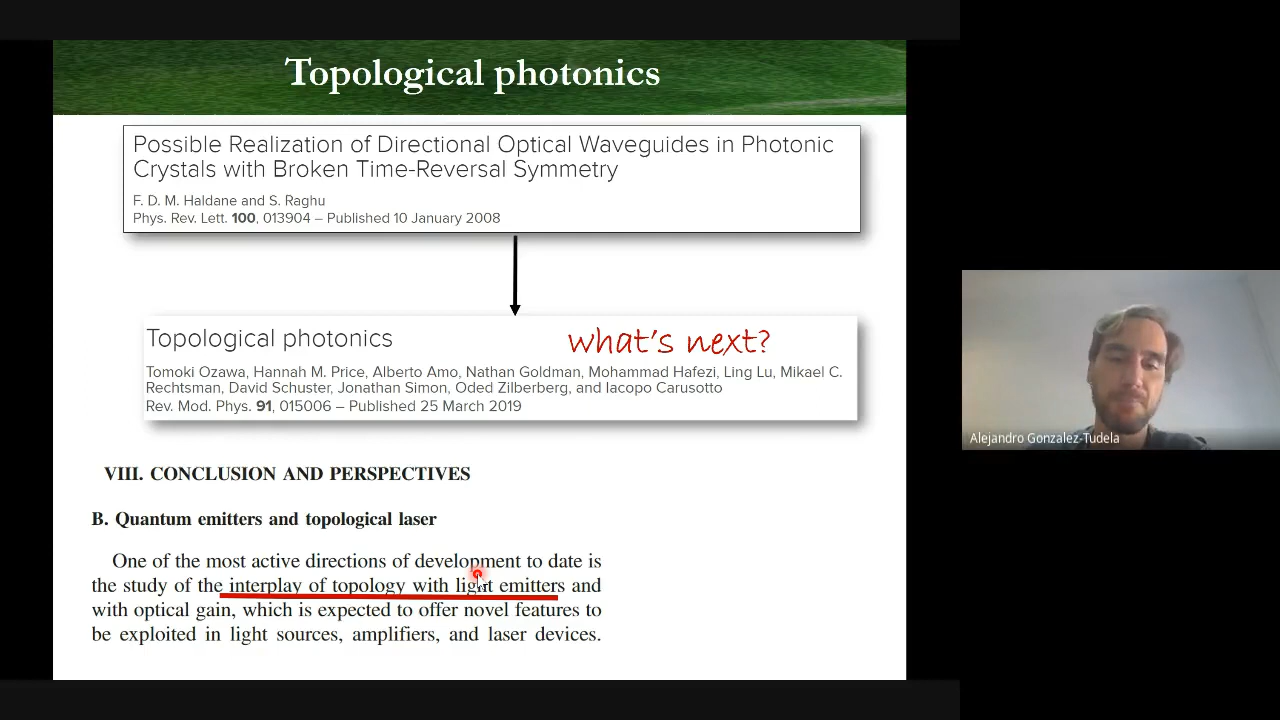 Topological photonics
Possible Realization of Directional Optical Waveguides in Photonic
Crystals with Broken Time-Reversal Symmetry
F. D. M. Haldane and S. Raghu
Phys. Rev. Lett. 100, 013904 – Published 10 January 2008
Topological photonics
what's next?
Tomoki Ozawa, Hannah M. Price, Alberto Amo, Nathan Goldman, Mohammad Hafezi, Ling Lu, Mikael C.
Rechtsman, David Schuster, Jonathan Simon, Oded Zilberberg, and Iacopo Carusotto
Rev. Mod. Phys. 91, 015006 – Published 25 March 2019
VIII. CONCLUSION AND PERSPECTIVES
B. Quantum emitters and topological laser
One of the most active directions of development to date is
the study of the interplay of topology with light emitters and
with optical gain, which is expected to offer novel features to
be exploited in light sources, amplifiers, and laser devices.
Alejandro Gonzalez-Tudela